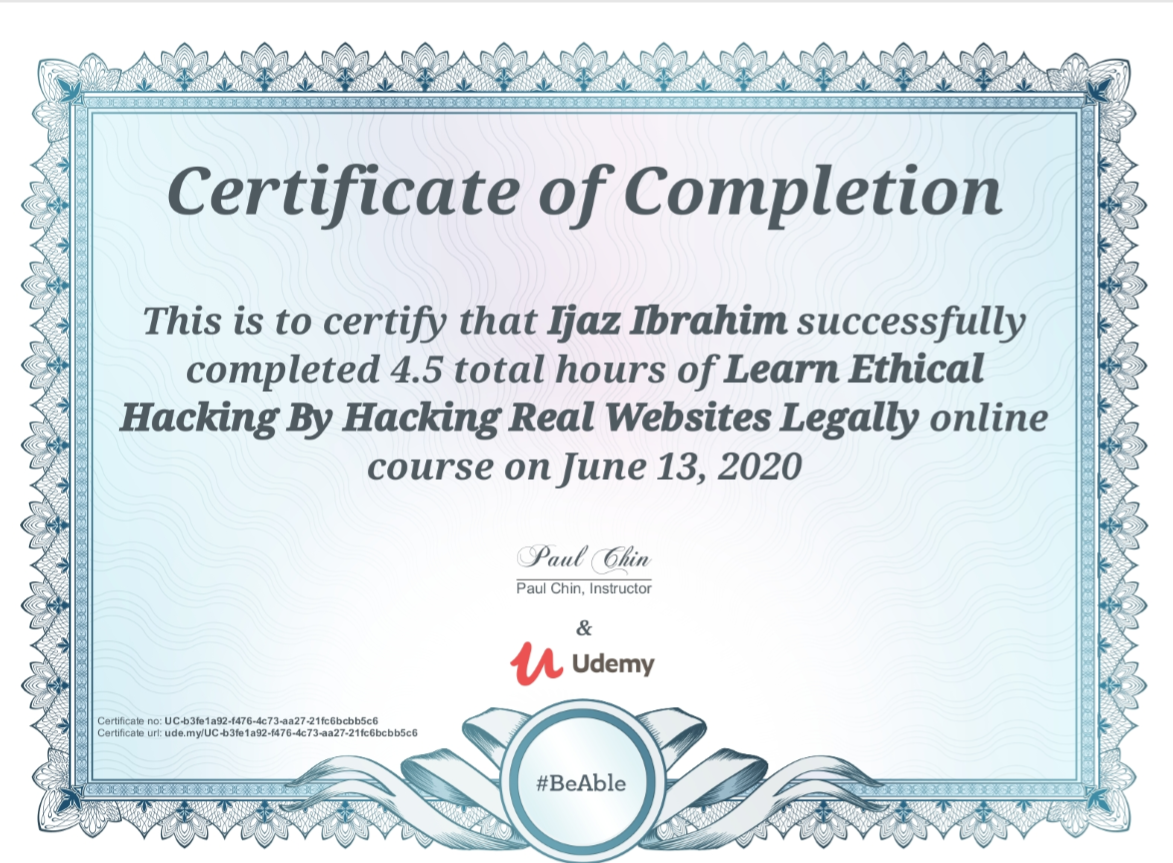 Certificate of Completion
This is to certify that Ijaz Ibrahim successfully
completed 4.5 total hours of Learn Ethical
Hacking By Hacking Real Websites Legally online
course on June 13, 2020
Paul Chin
Paul Chin, Instructor
&
Udemy
Certificate no: UC-b3fe1a92-f476-4c73-aa27-21fc6bcbb5c6
Certificate url: ude.my/UC-b3fe1a92-f476-4c73-aa27-21fc6bcbb5c6
#BeAble